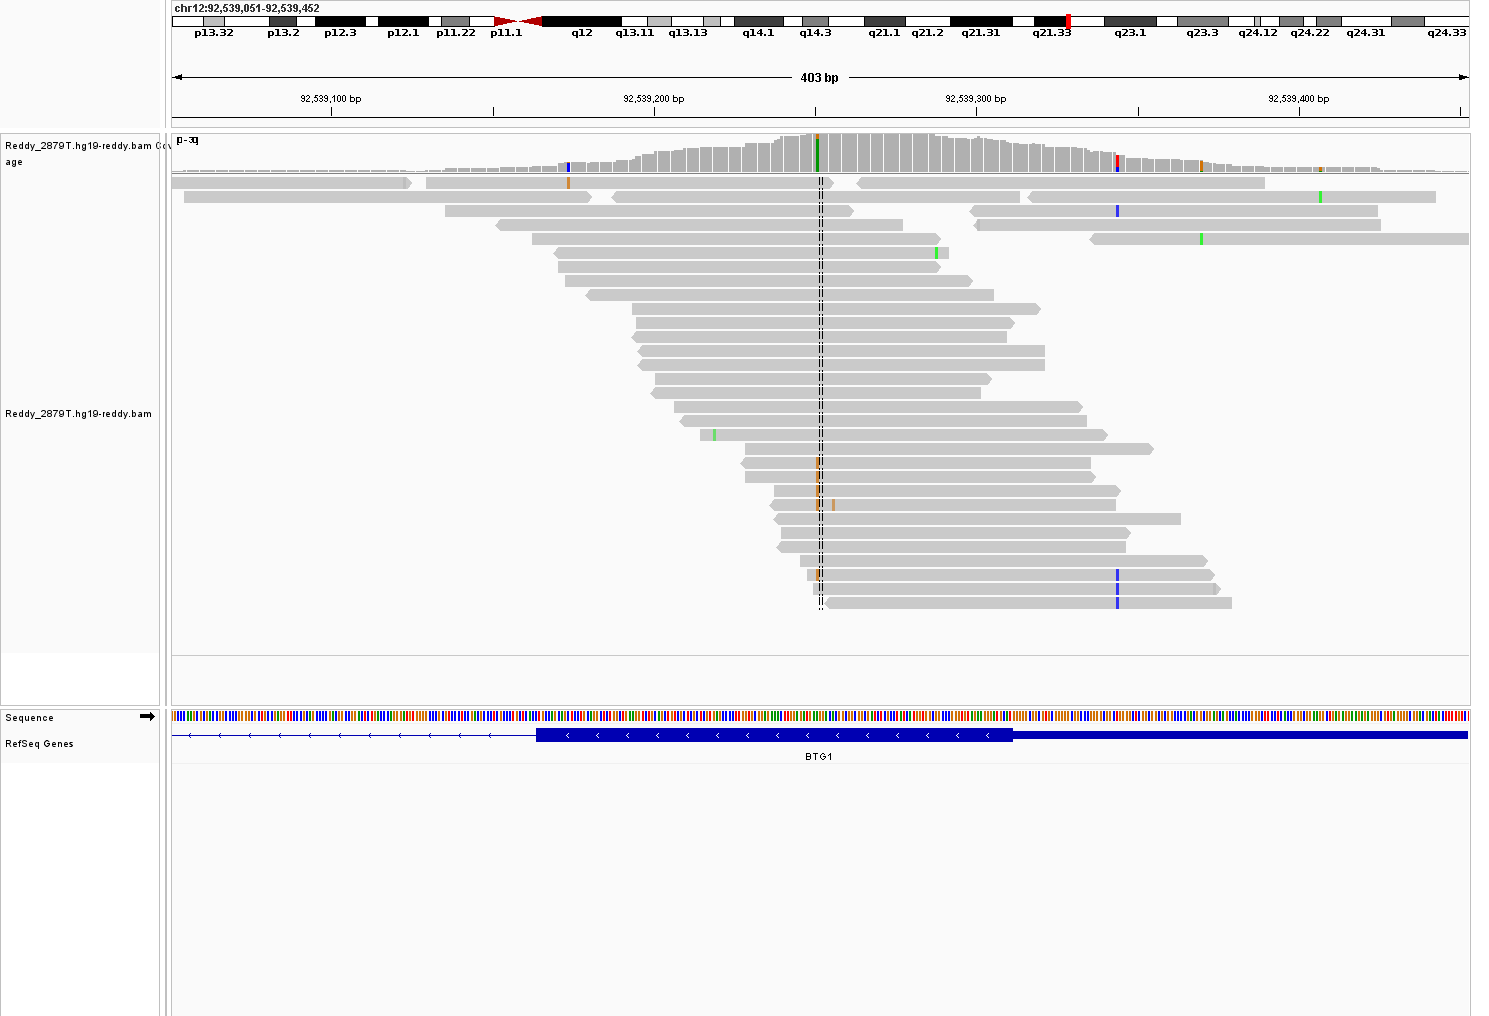 chr12:92,539,051-92,539,452
p13.32 p13.2 p12.3 p12.1 p11.22 p11.1 q12 q13.11 q13.13 q14.1 q14.3 q21.1 q21.2 q21.31 q21.33 q23.1 q23.3 q24.12 q24.22 q24.31 q24.33
403 bp
92,539,100 bp 92,539,200 bp 92,539,300 bp 92,539,400 bp
Reddy_2879T.hg19-reddy.bam Cov
age
[0 - 30]
Reddy_2879T.hg19-reddy.bam
Sequence
RefSeq Genes
BTG1